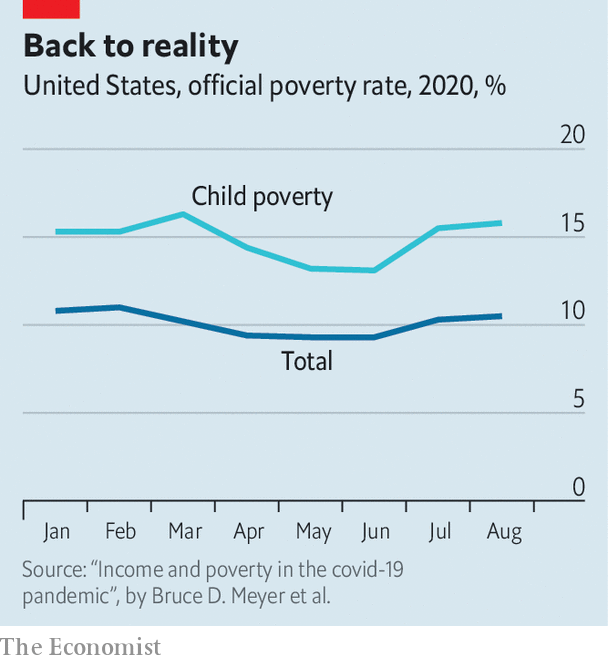 Back to reality
United States, official poverty rate, 2020, %
20
Child poverty
15
10
Total
5
0
Jan Feb Mar Apr May Jun Jul Aug
Source: “Income and poverty in the covid-19
pandemic”, by Bruce D. Meyer et al.
The Economist